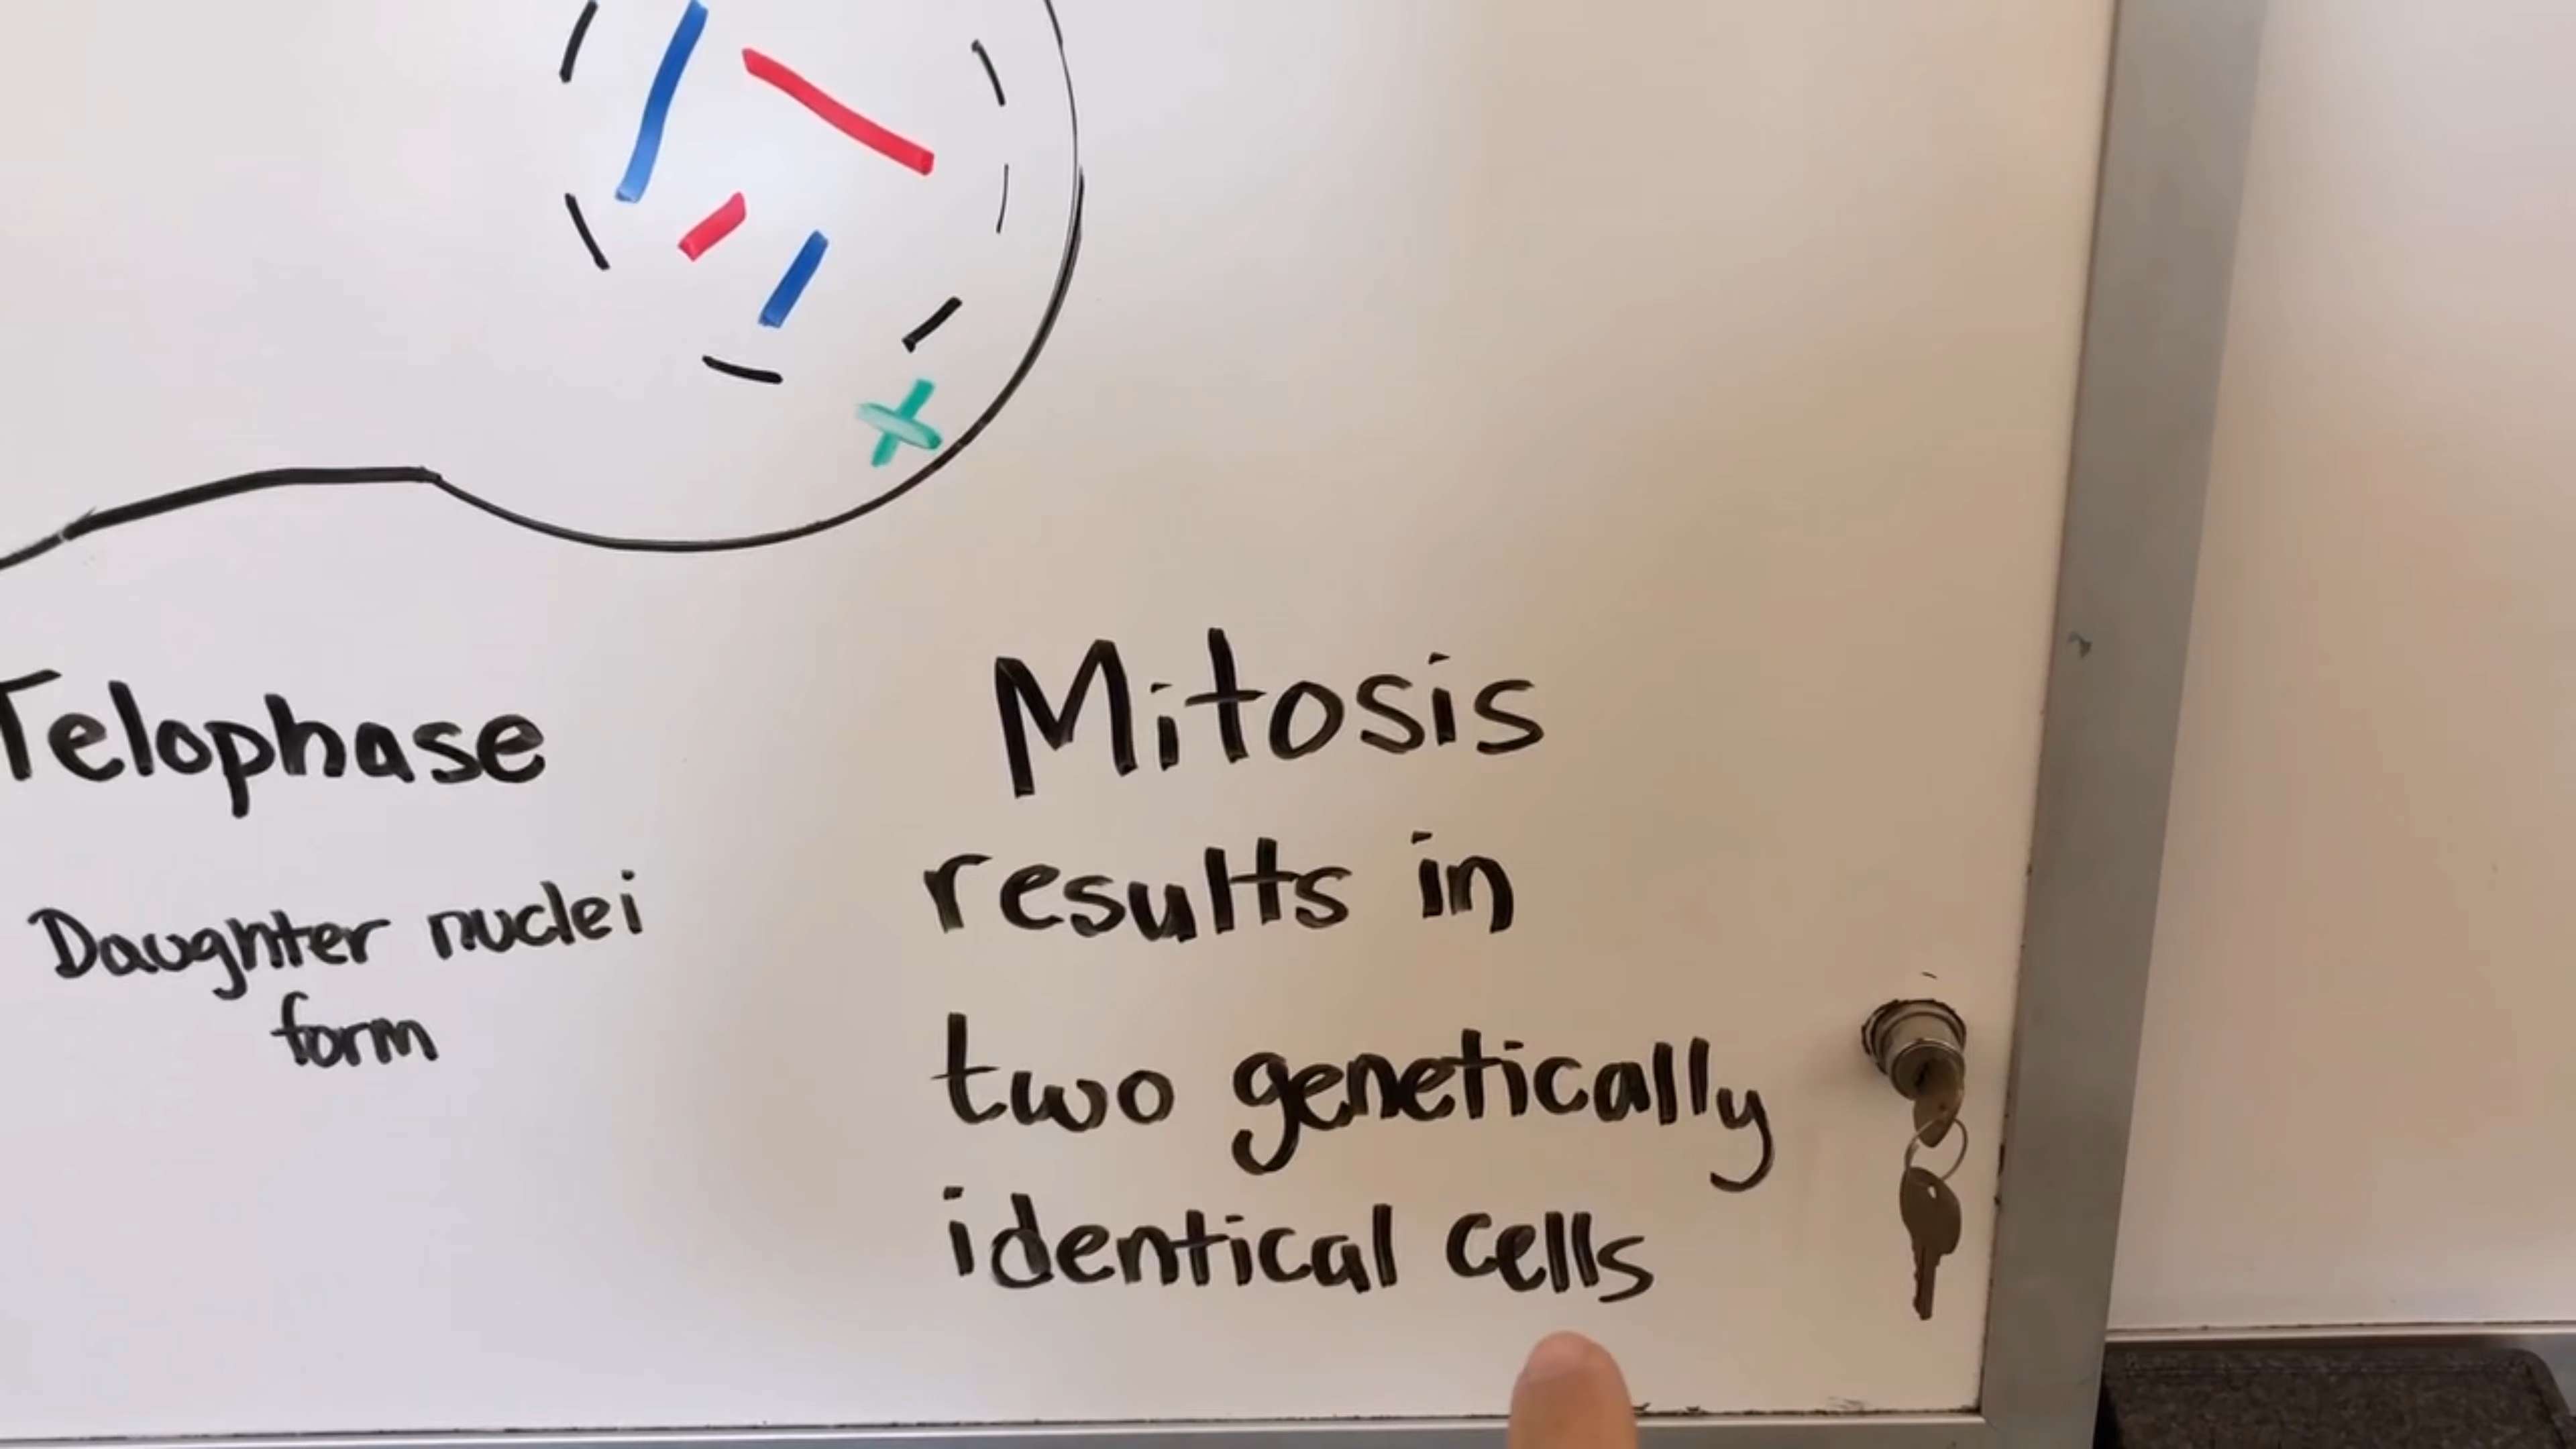 Telophase
Daughter nuclei
form
Mitosis
results in
two genetically
identical cells